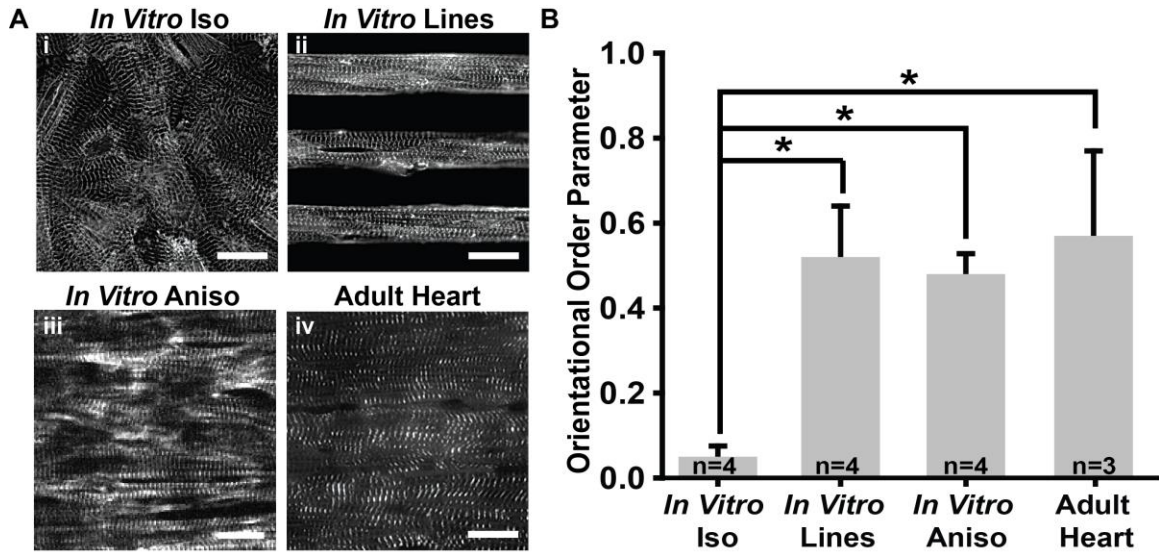 A
In Vitro Iso
i
In Vitro Lines
ii
In Vitro Aniso
iii
Adult Heart
iv
B
Orientational Order Parameter
1.0
0.8
0.6
0.4
0.2
0.0
*
*
*
n=4
n=4
n=4
n=3
In Vitro
Iso
In Vitro
Lines
In Vitro
Aniso
Adult
Heart